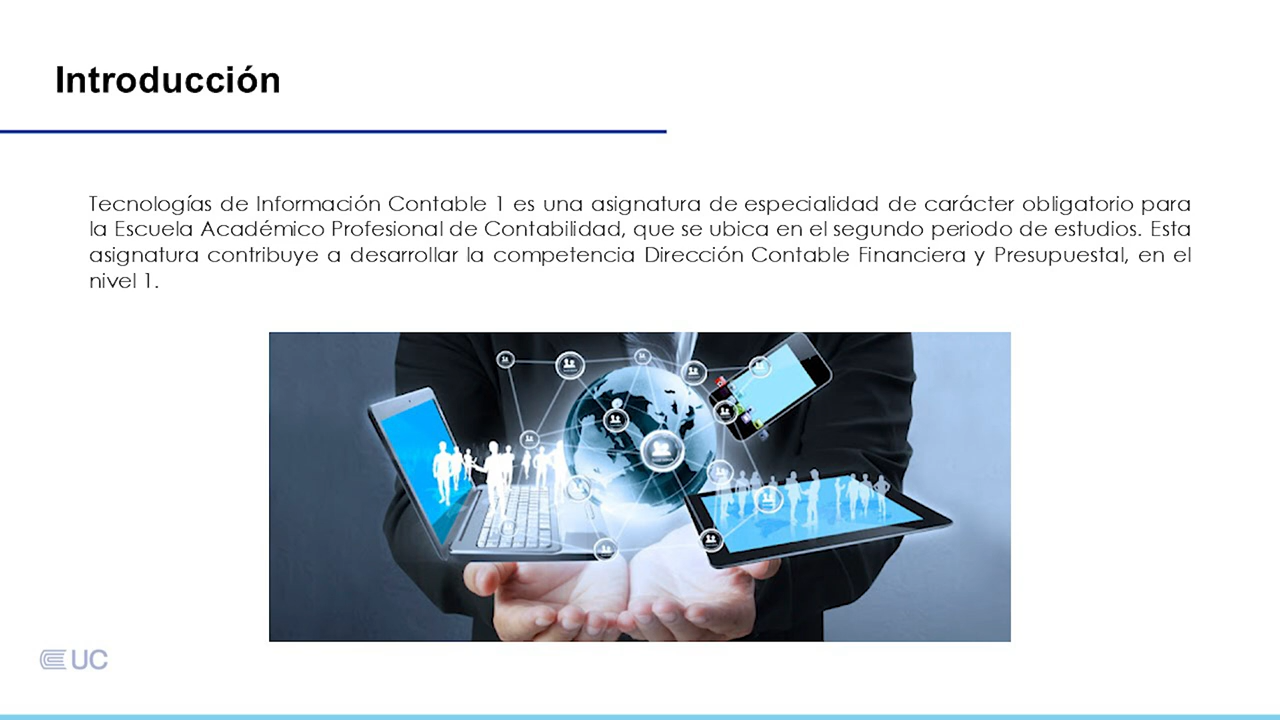 Introducción
Tecnologías de Información Contable 1 es una asignatura de especialidad de carácter obligatorio para
la Escuela Académico Profesional de Contabilidad, que se ubica en el segundo periodo de estudios. Esta
asignatura contribuye a desarrollar la competencia Dirección Contable Financiera y Presupuestal, en el
nivel 1.
UC